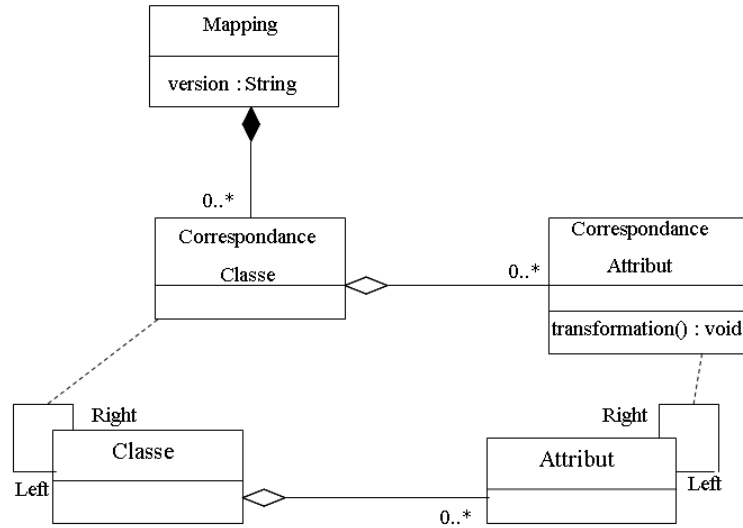 Mapping
version : String
0..*
Correspondance
Classe
0..*
Correspondance
Attribut
transformation() : void
Right
Classe
Left
Right
Attribut
Left
0..*